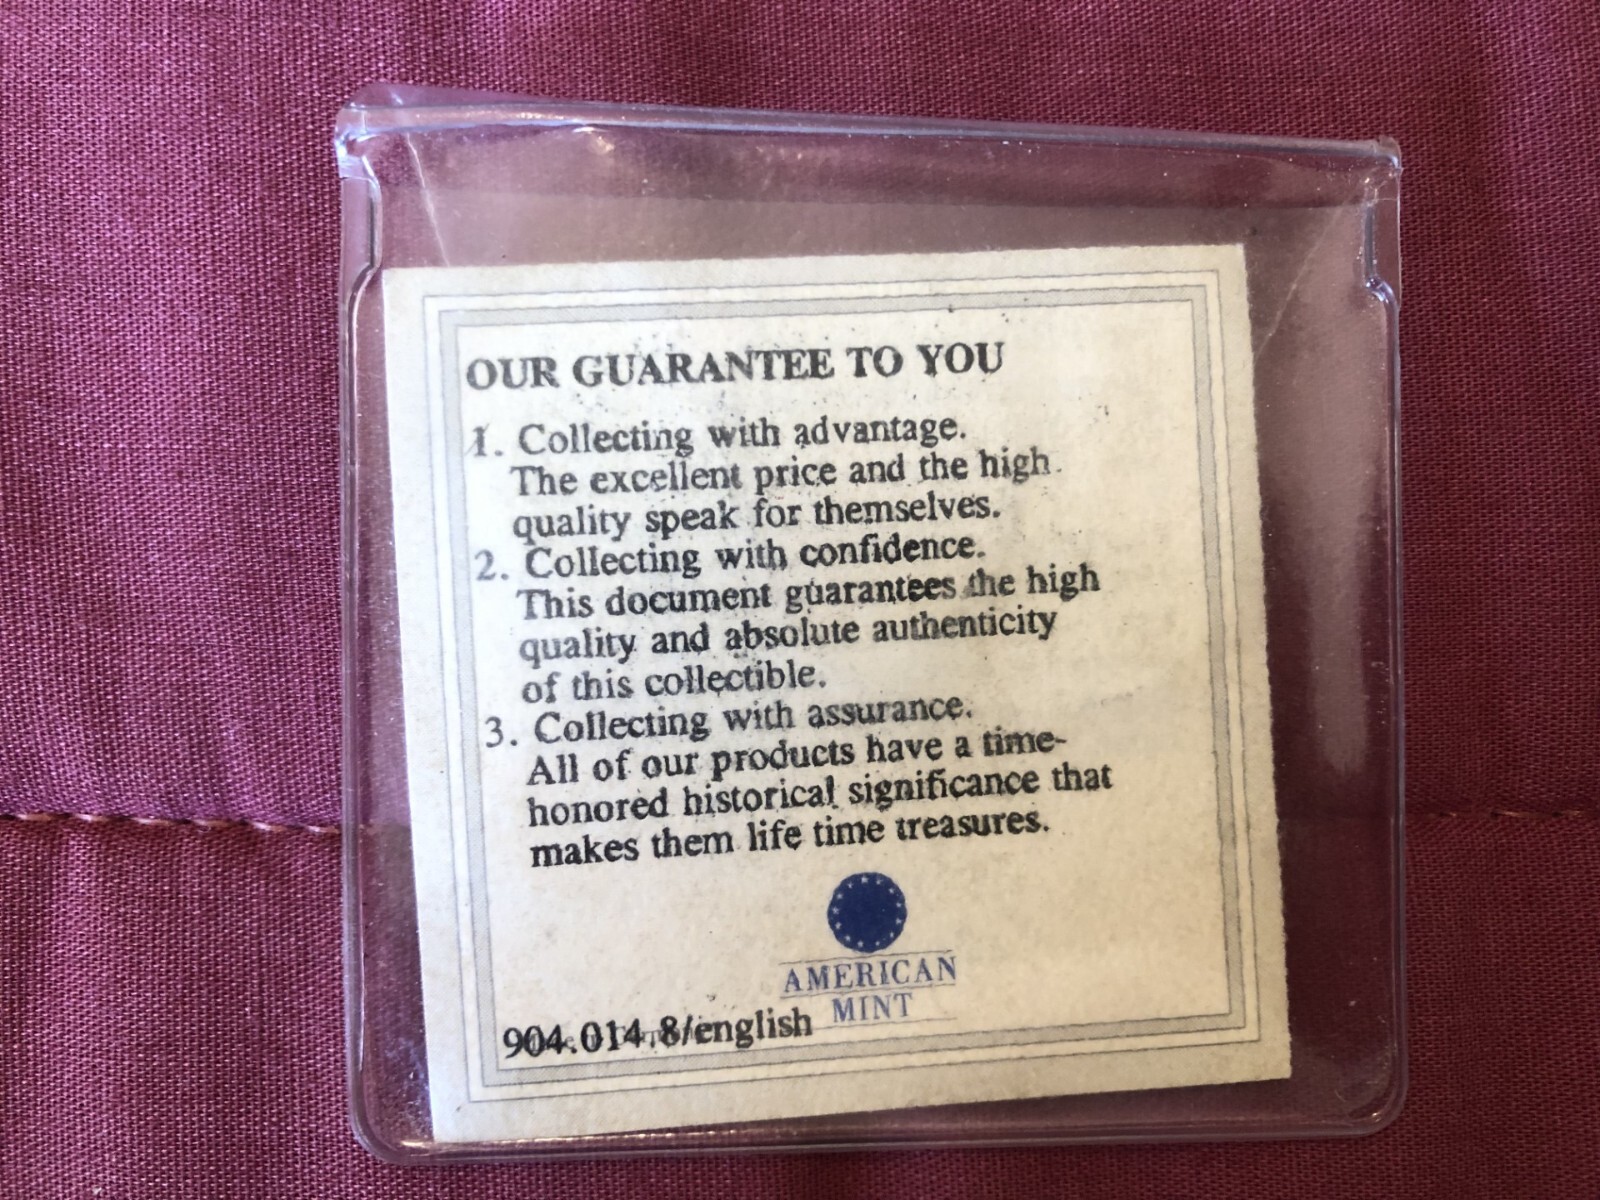 OUR GUARANTEE TO YOU
1. Collecting with advantage.
The excellent price and the high
quality speak for themselves.
2. Collecting with confidence.
This document guarantees the high
quality and absolute authenticity
of this collectible.
3. Collecting with assurance.
All of our products have a time-
honored historical significance that
makes them life time treasures.
AMERICAN
MINT
904.014.8/english